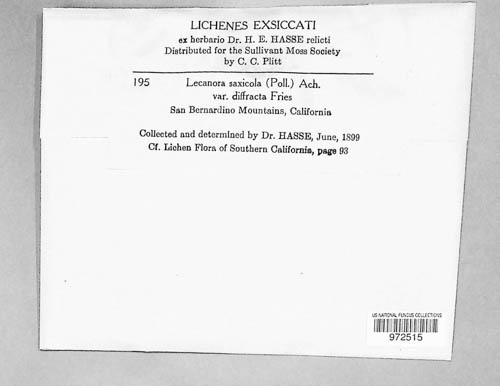 LICHENES EXSICCATI
ex herbario Dr. H. E. HASSE relicti
Distributed for the Sullivant Moss Society
by C. C. Plitt
195 Lecanora saxicola (Poll.) Ach.
var. diffracta Fries
San Bernardino Mountains, California
Collected and determined by Dr. HASSE, June, 1899
Cf. Lichen Flora of Southern California, page 93
US NATIONAL FUNGUS COLLECTIONS
972515